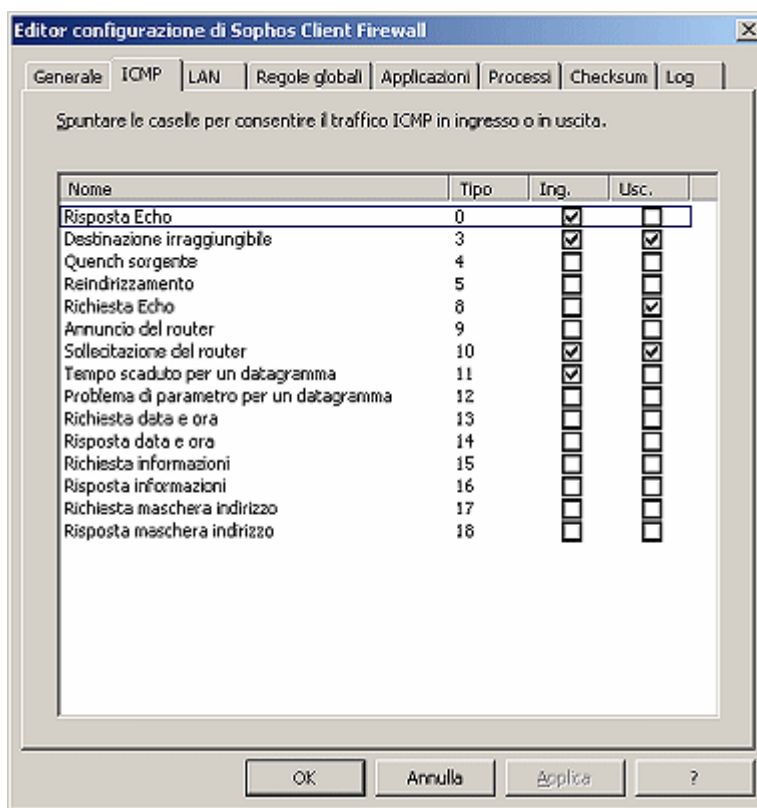 Editor configurazione di Sophos Client Firewall
Generale ICMP LAN Regole globali Applicazioni Processi Checksum Log
Spuntare le caselle per consentire il traffico ICMP in ingresso o in uscita.
Nome Tipo Ing. Usc.
Risposta Echo 0
Destinazione irraggiungibile 3
Quench sorgente 4
Reindirizzamento 5
Richiesta Echo 8
Annuncio del router 9
Sollecitazione del router 10
Tempo scaduto per un datagramma 11
Problema di parametro per un datagramma 12
Richiesta data e ora 13
Risposta data e ora 14
Richiesta informazioni 15
Risposta informazioni 16
Richiesta maschera indirizzo 17
Risposta maschera indirizzo 18
OK Annulla Applica ?